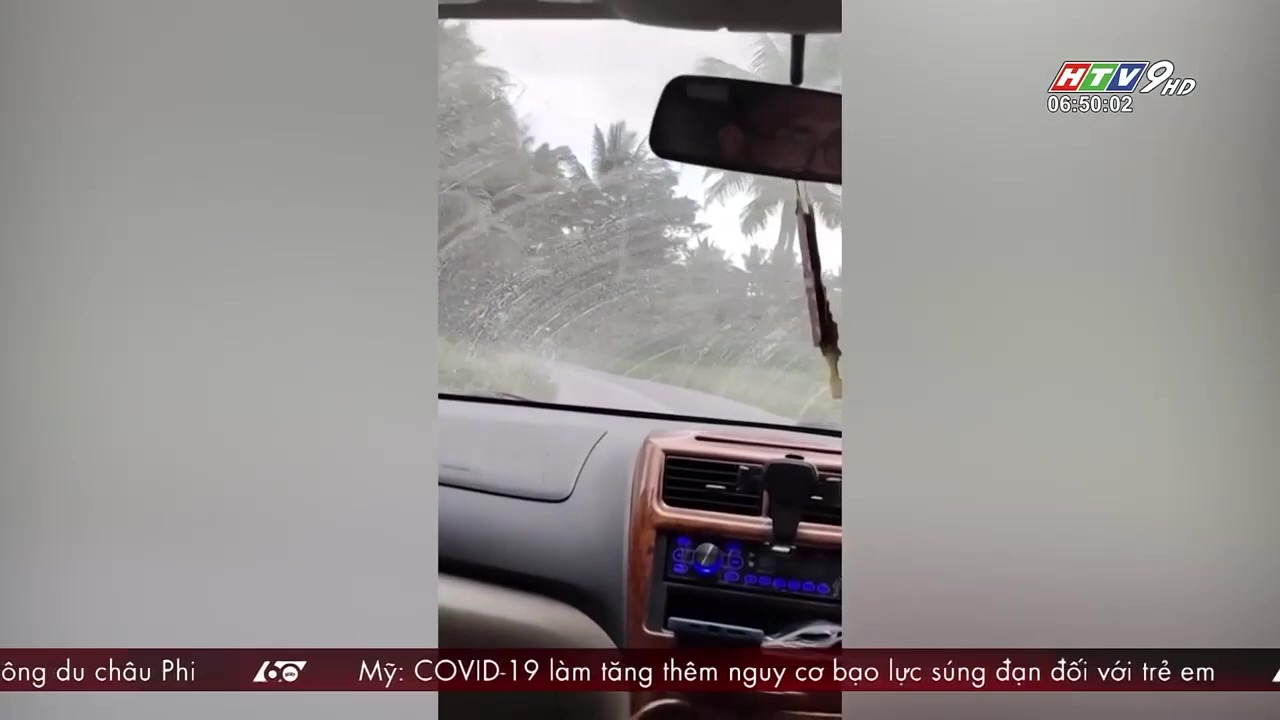 HTV9HD
06:50:02
ông du châu Phi
Mỹ: COVID-19 làm tăng thêm nguy cơ bạo lực súng đạn đối với trẻ em